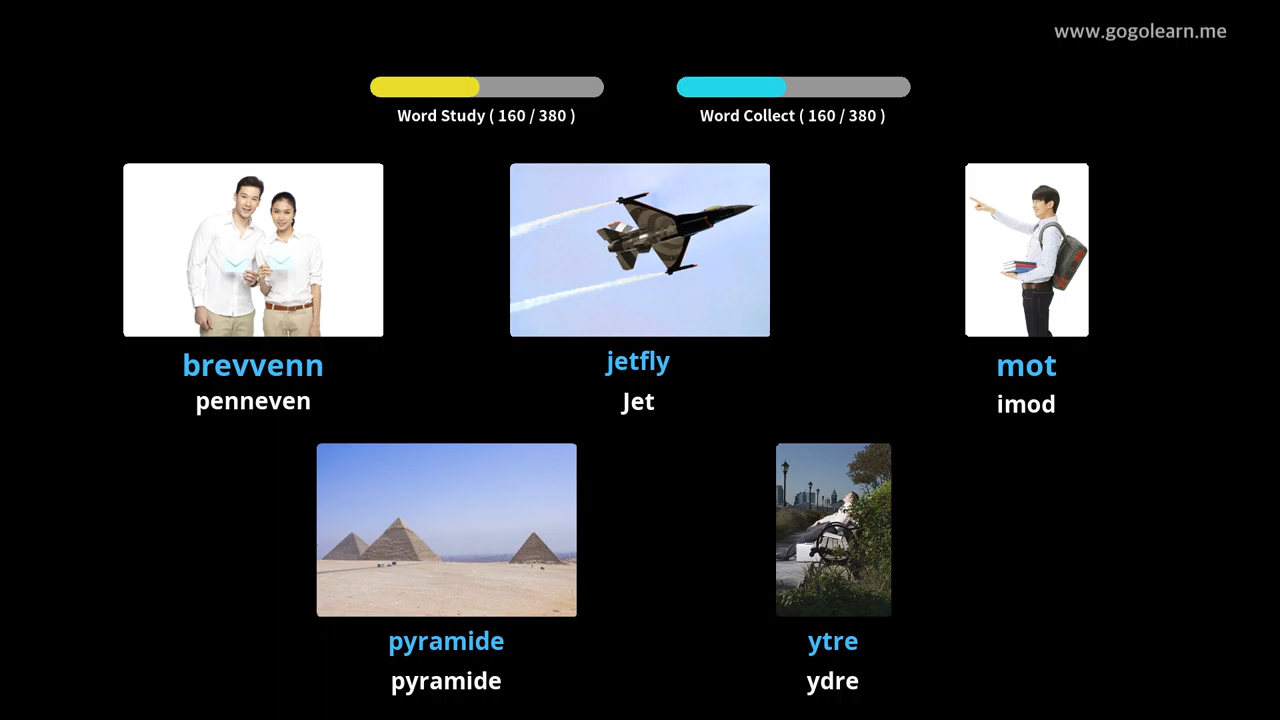 www.gogolearn.me
Word Study ( 160 / 380 )
Word Collect ( 160 / 380 )
brevvenn
penneven
jetfly
Jet
mot
imod
pyramide
pyramide
ytre
ydre